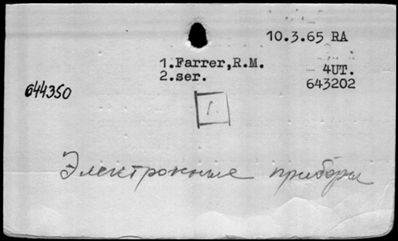 10.3.65 RA
1.Farrer,R.M.
2.ser.
4UT.
643202
644350
1.
Электронные приборы